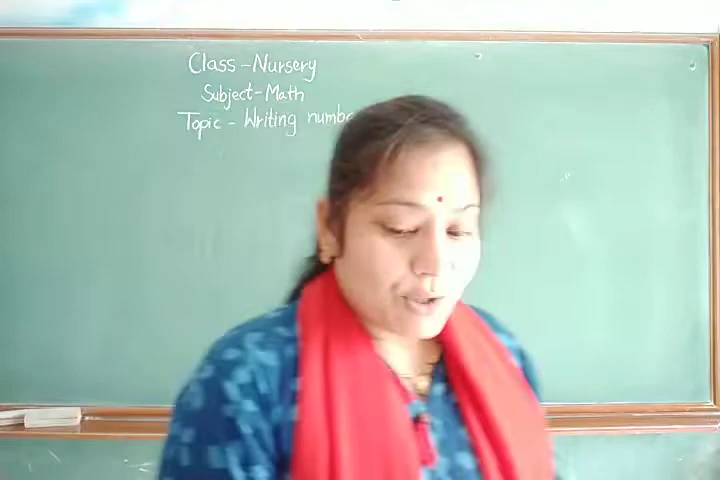 Class - Nursery
Subject - Math
Topic - Writing